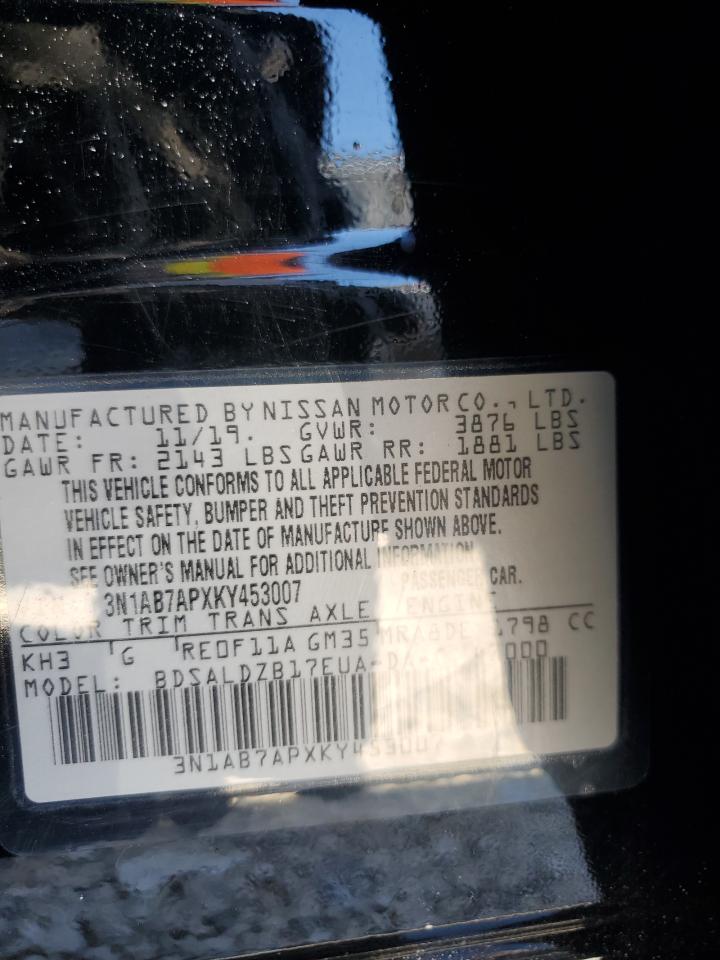 MANUFACTURED BY NISSAN MOTOR CO., LTD.
DATE: 11/19. GVWR: 3876 LBS
GAWR FR: 2143 LBS GAWR RR: 1881 LBS
THIS VEHICLE CONFORMS TO ALL APPLICABLE FEDERAL MOTOR
VEHICLE SAFETY, BUMPER AND THEFT PREVENTION STANDARDS
IN EFFECT ON THE DATE OF MANUFACTURE SHOWN ABOVE.
SEE OWNER'S MANUAL FOR ADDITIONAL INFORMATION
3N1AB7APXKY453007 PASSENGER CAR.
COLOR TRIM TRANS AXLE ENGINE
KH3 G RE0F11A GM35 MRA8DE 1798 CC
MODEL: BDSALDZB17EUA-DA-
3N1AB7APXKY453007